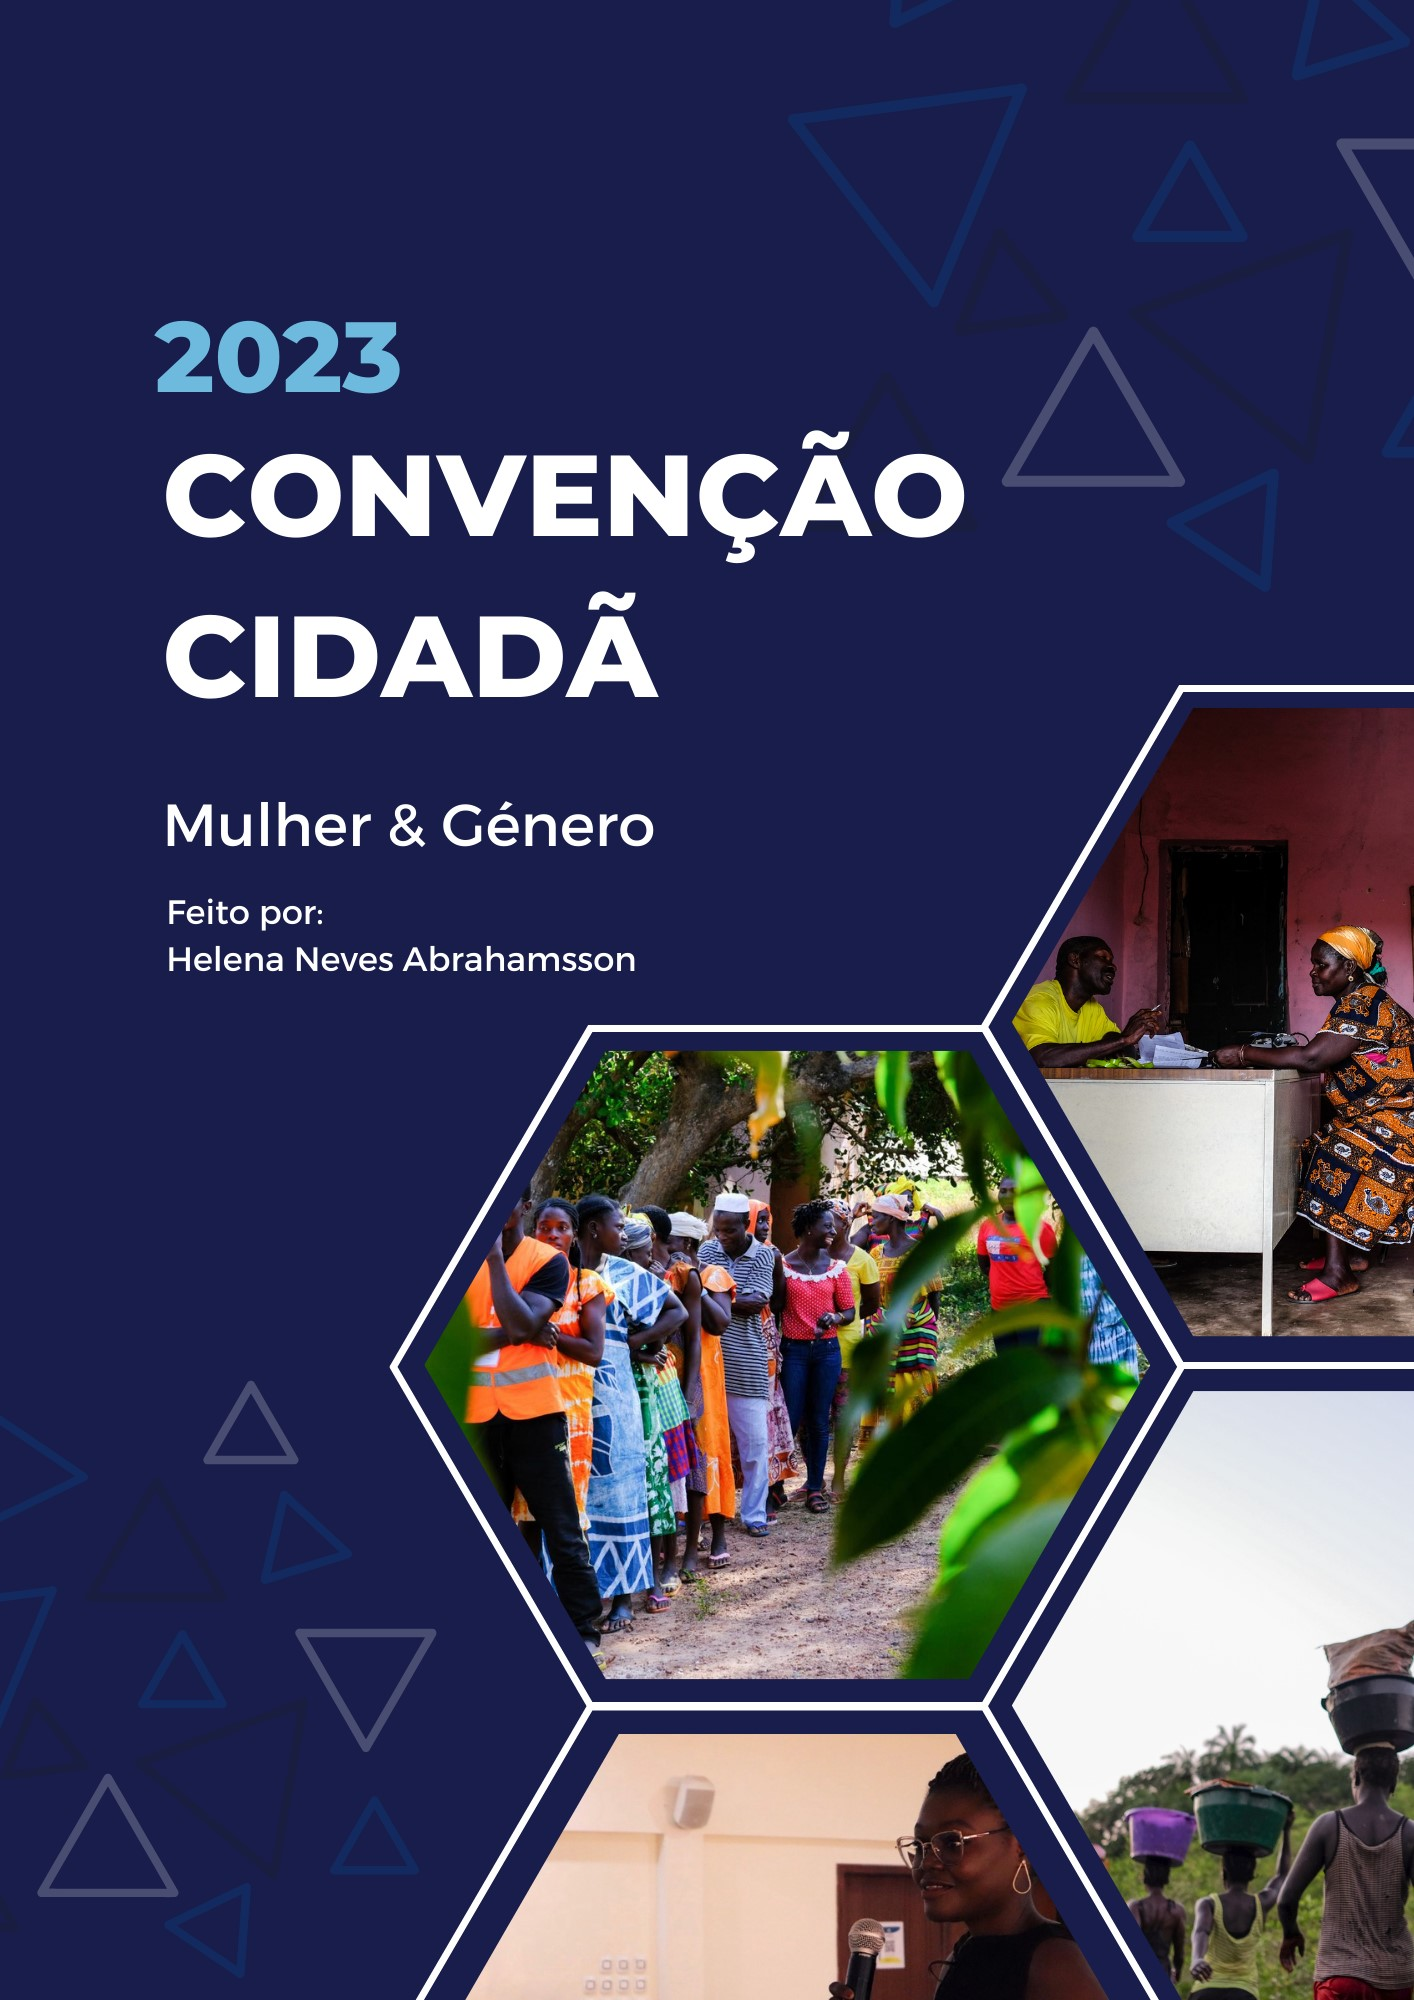 2023
CONVENÇÃO
CIDADÃ
Mulher & Género
Feito por:
Helena Neves Abrahamsson